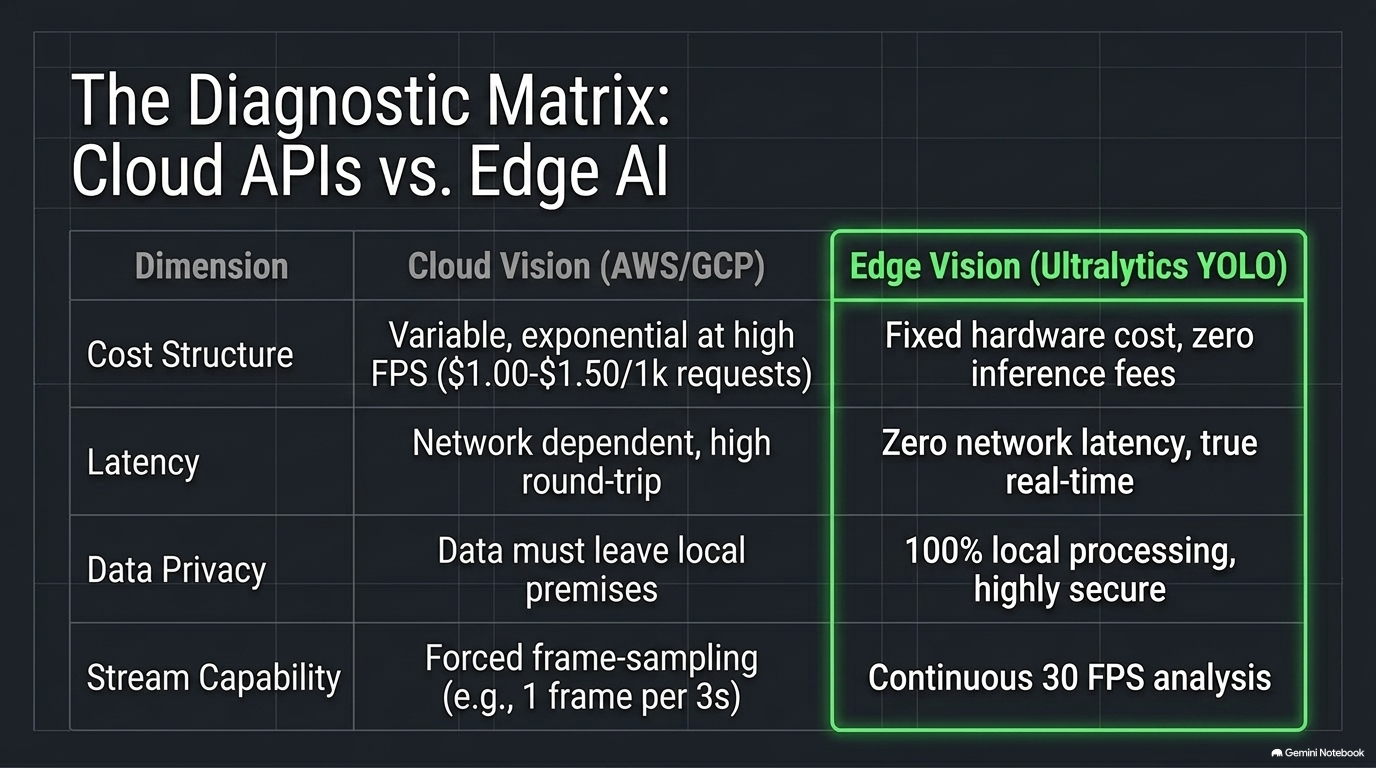 The Diagnostic Matrix:
Cloud APIs vs. Edge AI
Dimension
Cloud Vision (AWS/GCP)
Edge Vision (Ultralytics YOLO)
Cost Structure
Variable, exponential at high
FPS ($1.00-$1.50/1k requests)
Fixed hardware cost, zero
inference fees
Latency
Network dependent, high
round-trip
Zero network latency, true
real-time
Data Privacy
Data must leave local
premises
100% local processing,
highly secure
Stream Capability
Forced frame-sampling
(e.g., 1 frame per 3s)
Continuous 30 FPS analysis
Gemini Notebook